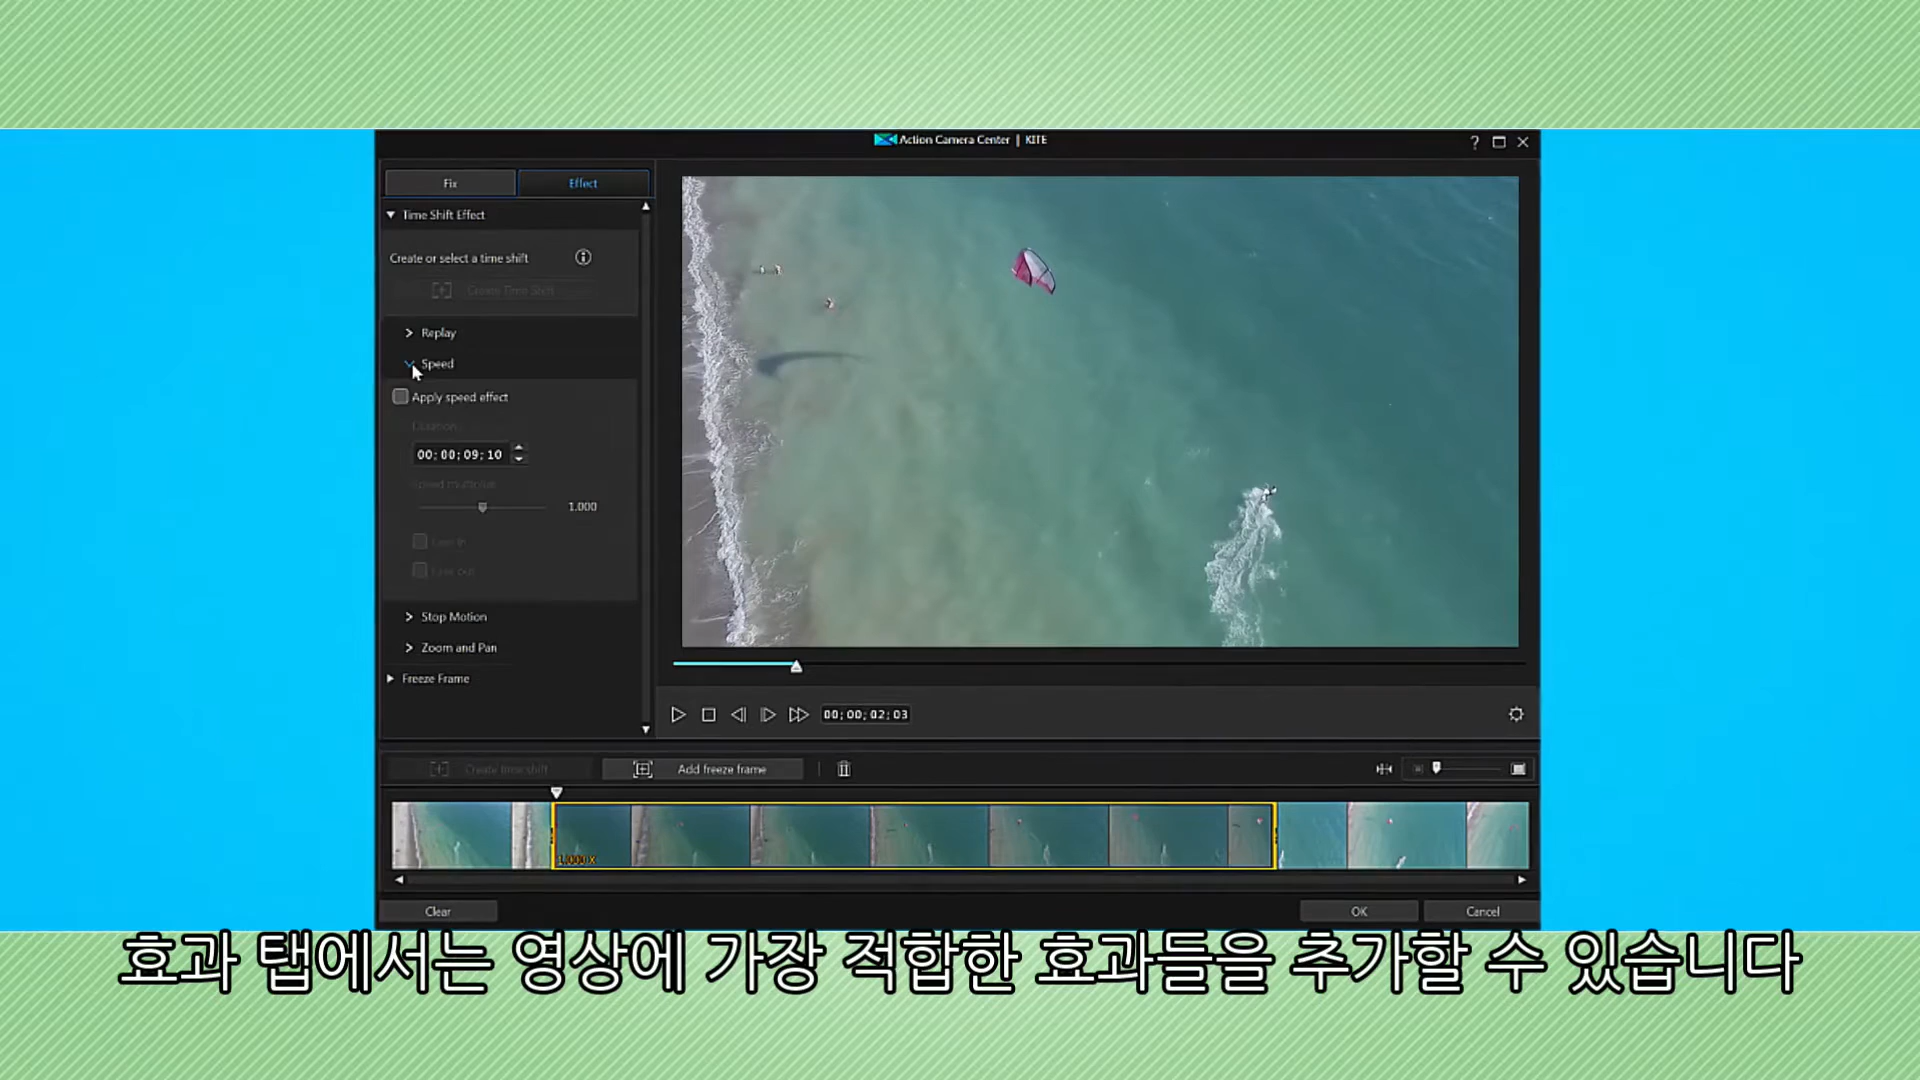 Action Camera Center | KITE
?
Fix
Effect
Time Shift Effect
Create or select a time shift
Create Time Shift
Replay
Speed
Apply speed effect
Duration
00;00;09;10
Speed multiplier
1.000
Ease in
Ease out
Stop Motion
Zoom and Pan
Freeze Frame
00;00;02;03
Create time shift
Add freeze frame
1.000 X
Clear
OK
Cancel
효과 탭에서는 영상에 가장 적합한 효과들을 추가할 수 있습니다